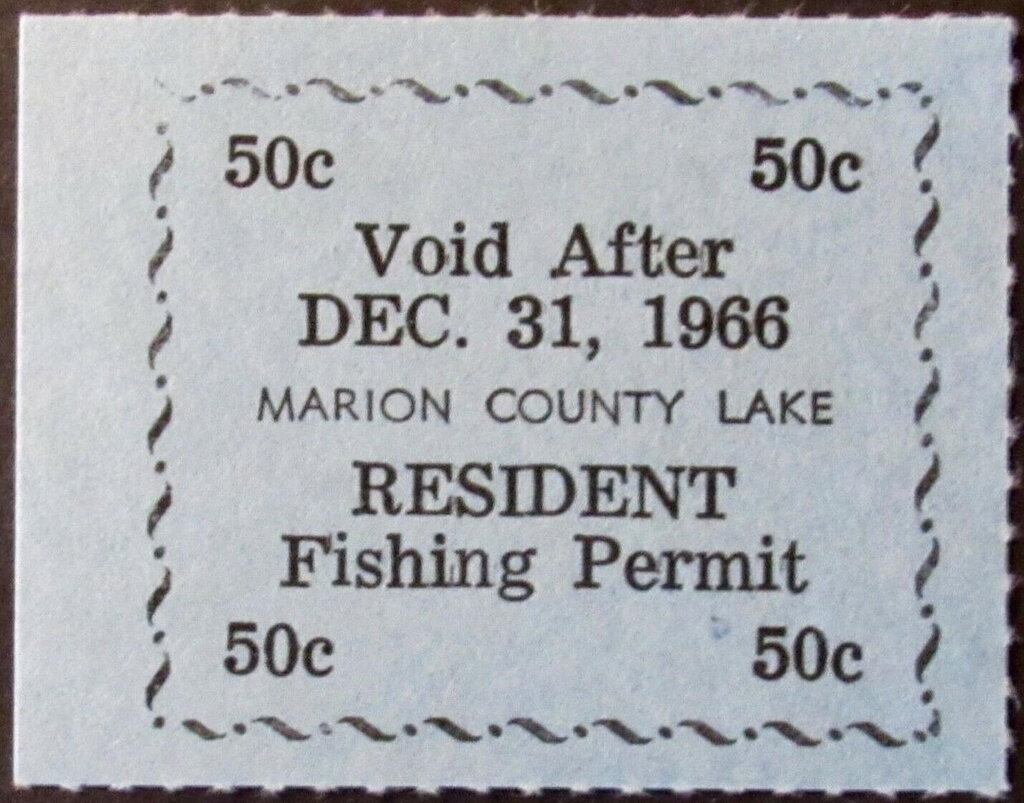 50c 50c
Void After
DEC. 31, 1966
MARION COUNTY LAKE
RESIDENT
Fishing Permit
50c 50c